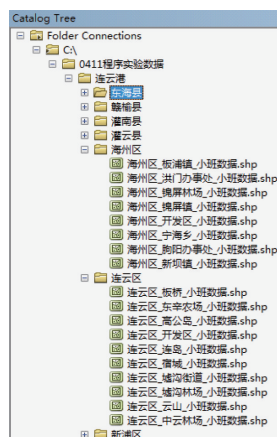 Catalog Tree
Folder Connections
C:\
0411程序实验数据
连云港
东海县
赣榆县
灌南县
灌云县
海州区
海州区_板浦镇_小班数据.shp
海州区_洪门办事处_小班数据.shp
海州区_锦屏林场_小班数据.shp
海州区_锦屏镇_小班数据.shp
海州区_开发区_小班数据.shp
海州区_宁海乡_小班数据.shp
海州区_朐阳办事处_小班数据.shp
海州区_新坝镇_小班数据.shp
连云区
连云区_板桥_小班数据.shp
连云区_东辛农场_小班数据.shp
连云区_高公岛_小班数据.shp
连云区_开发区_小班数据.shp
连云区_连岛_小班数据.shp
连云区_宿城_小班数据.shp
连云区_墟沟街道_小班数据.shp
连云区_墟沟林场_小班数据.shp
连云区_云山_小班数据.shp
连云区_中云林场_小班数据.shp
新浦区